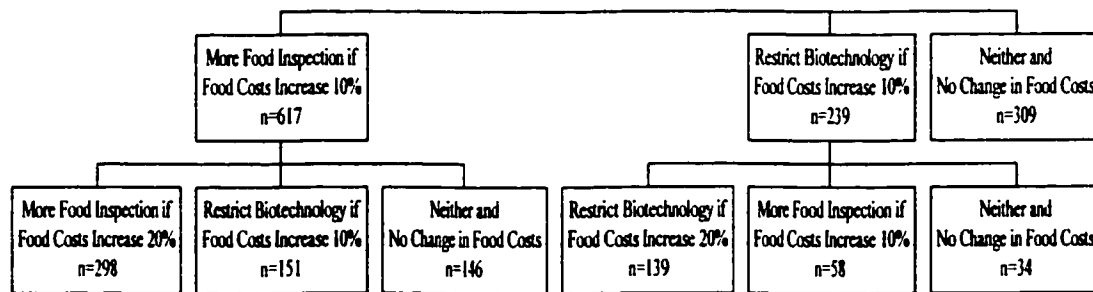 More Food Inspection if
Food Costs Increase 10%
n=617
Restrict Biotechnology if
Food Costs Increase 10%
n=239
Neither and
No Change in Food Costs
n=309
More Food Inspection if
Food Costs Increase 20%
n=298
Restrict Biotechnology if
Food Costs Increase 10%
n=151
Neither and
No Change in Food Costs
n=146
Restrict Biotechnology if
Food Costs Increase 20%
n=139
More Food Inspection if
Food Costs Increase 10%
n=58
Neither and
No Change in Food Costs
n=34